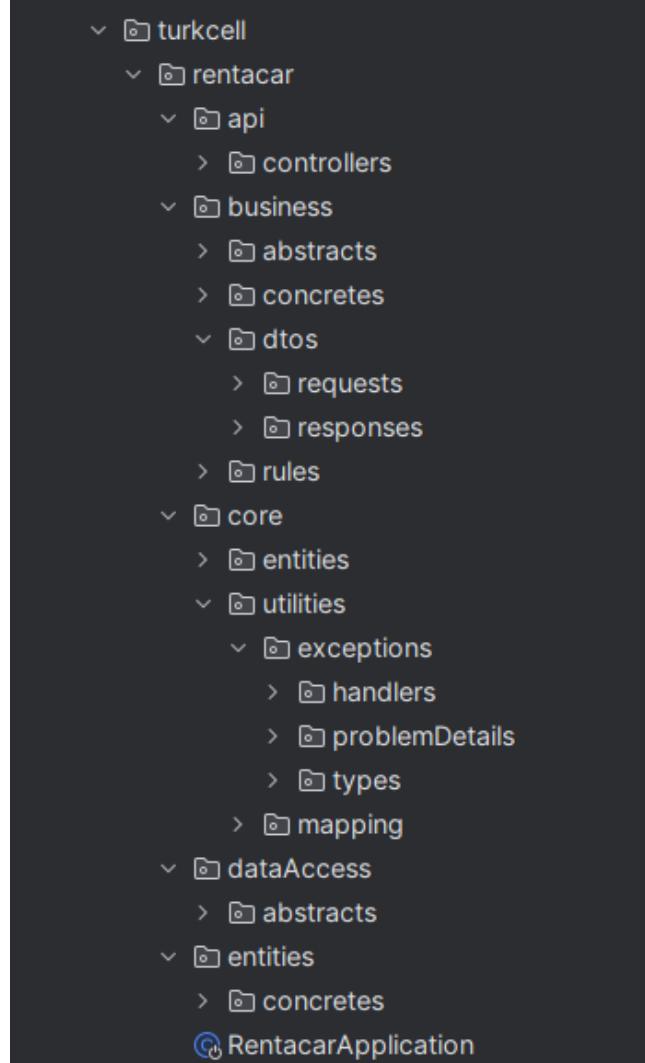 turkcell
rentacar
api
controllers
business
abstracts
concretes
dtos
requests
responses
rules
core
entities
utilities
exceptions
handlers
problemDetails
types
mapping
dataAccess
abstracts
entities
concretes
RentacarApplication